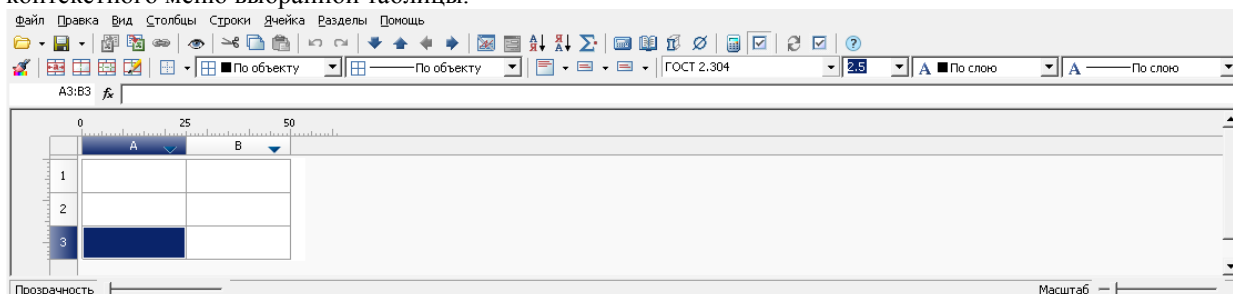 контекстного меню выбранной таблицы.
Файл Правка Вид Столбцы Строки Ячейка Разделы Помощь
По объекту По объекту ГОСТ 2.304 2.5 A По слою A По слою
A3:B3 fx
0 25 50
A B
1
2
3
Прозрачность Масштаб